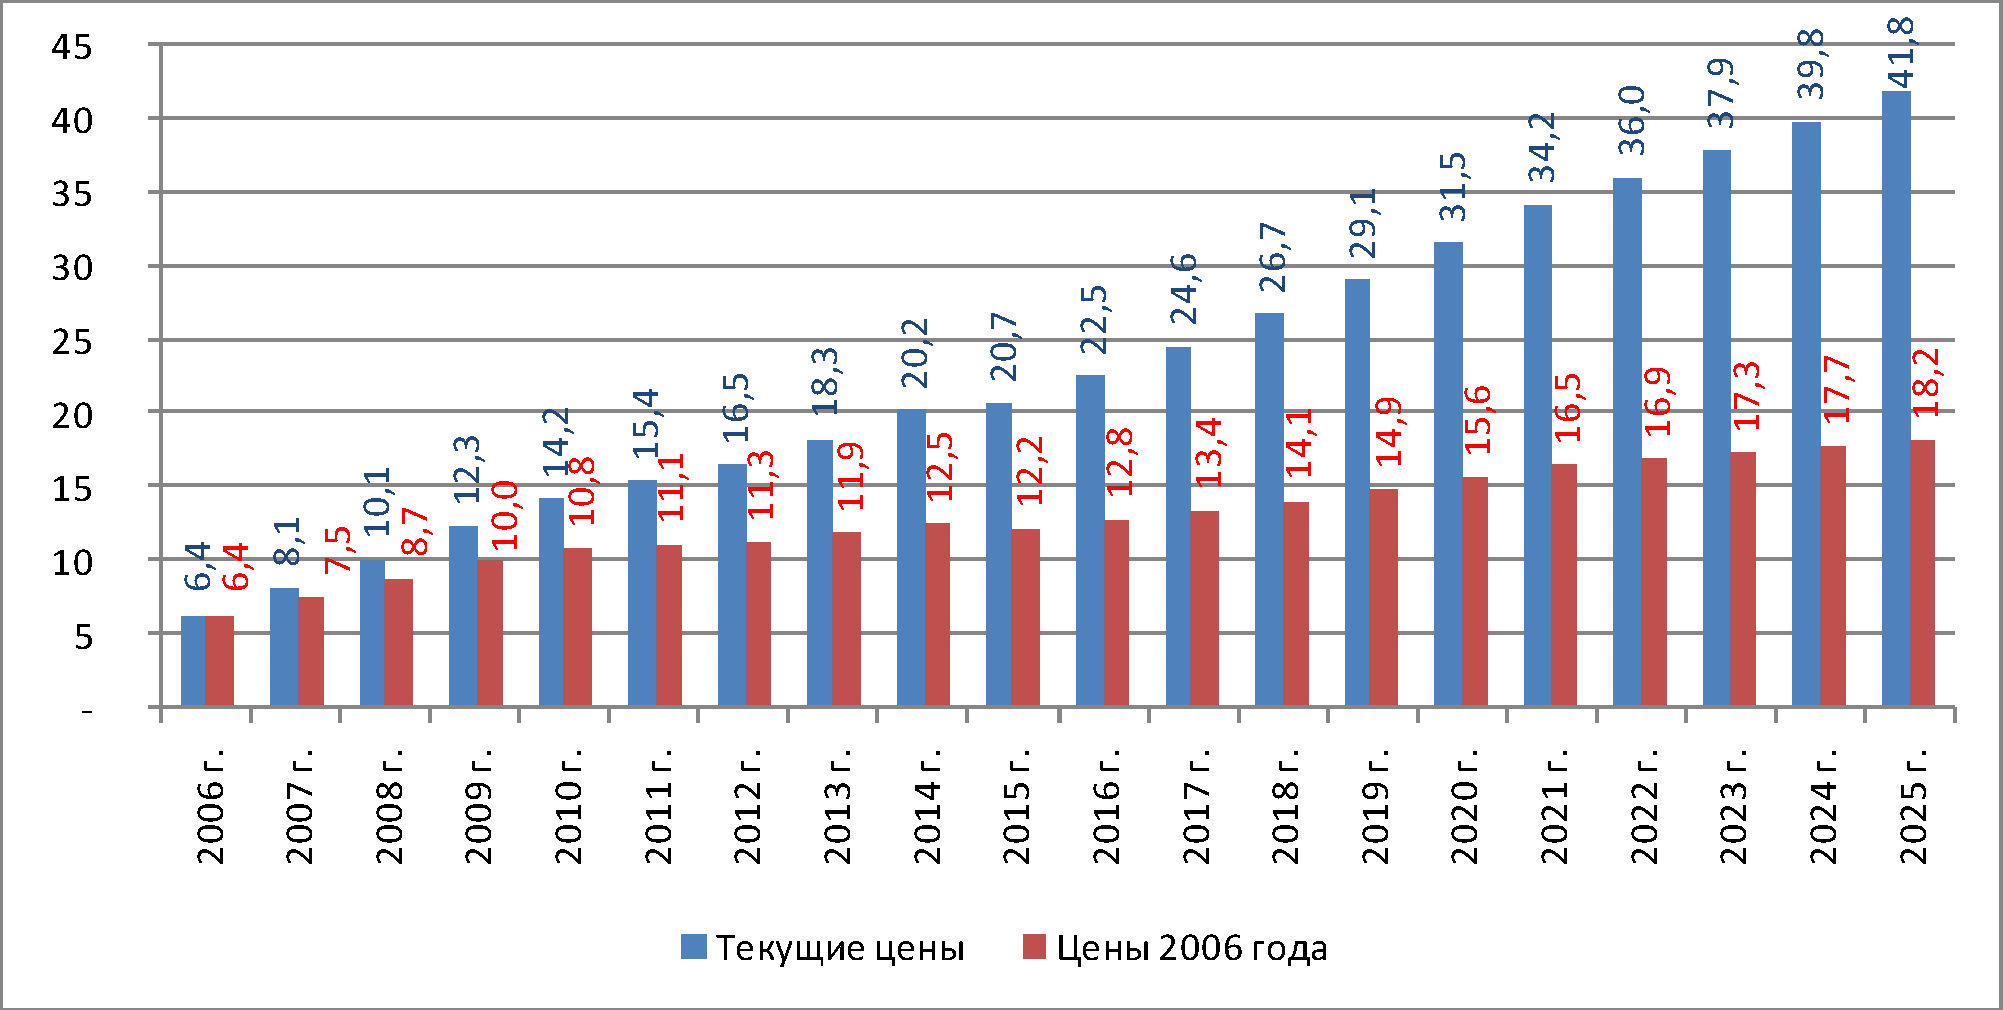 45
40
35
30
25
20
15
10
5
-
6,4
8,1
10,1
12,3
14,2
15,4
16,5
18,3
20,2
20,7
22,5
24,6
26,7
29,1
31,5
34,2
36,0
37,9
39,8
41,8
6,4
7,5
8,7
10,0
10,8
11,1
11,3
11,9
12,5
12,2
12,8
13,4
14,1
14,9
15,6
16,5
16,9
17,3
17,7
18,2
2006 г.
2007 г.
2008 г.
2009 г.
2010 г.
2011 г.
2012 г.
2013 г.
2014 г.
2015 г.
2016 г.
2017 г.
2018 г.
2019 г.
2020 г.
2021 г.
2022 г.
2023 г.
2024 г.
2025 г.
Текущие цены
Цены 2006 года